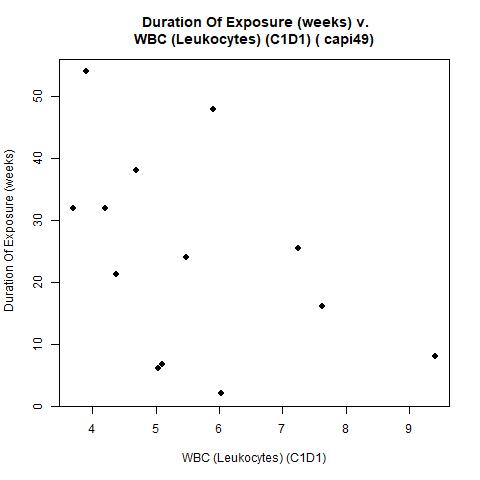 Duration Of Exposure (weeks) v.
WBC (Leukocytes) (C1D1) ( capi49)
Duration Of Exposure (weeks)
50
40
30
20
10
0
4 5 6 7 8 9
WBC (Leukocytes) (C1D1)